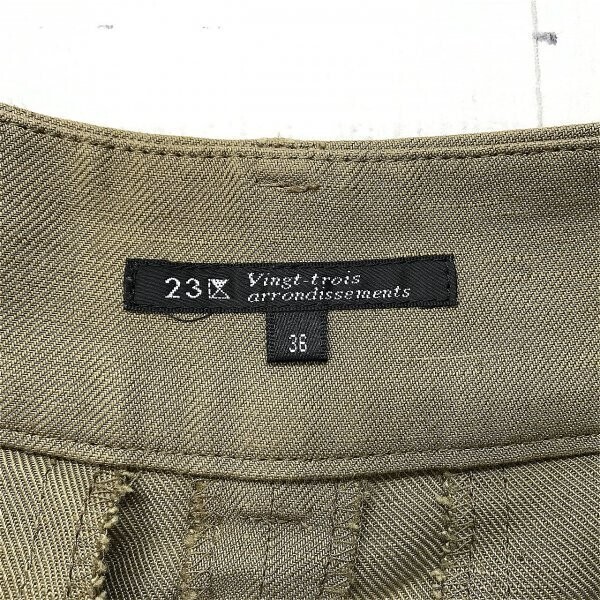 23区 Vingt-trois
arrondissements
36